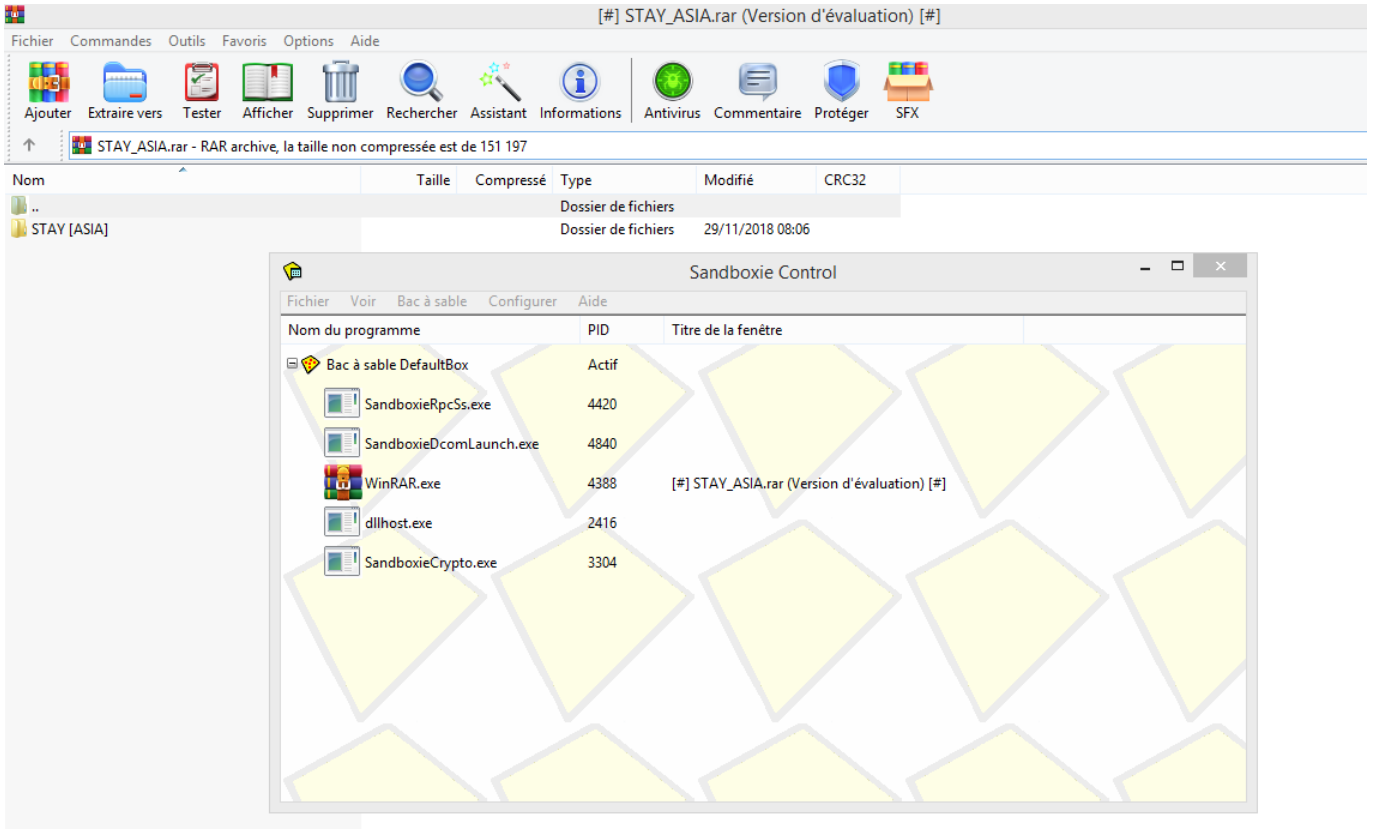 [#] STAY_ASIA.rar (Version d'évaluation) [#]
Fichier Commandes Outils Favoris Options Aide
Ajouter Extraire vers Tester Afficher Supprimer Rechercher Assistant Informations Antivirus Commentaire Protéger SFX
STAY_ASIA.rar - RAR archive, la taille non compressée est de 151 197
Nom Taille Compressé Type Modifié CRC32
.. Dossier de fichiers
STAY [ASIA] Dossier de fichiers 29/11/2018 08:06
Sandboxie Control
Fichier Voir Bac à sable Configurer Aide
Nom du programme PID Titre de la fenêtre
Bac à sable DefaultBox Actif
SandboxieRpcSs.exe 4420
SandboxieDcomLaunch.exe 4840
WinRAR.exe 4388 [#] STAY_ASIA.rar (Version d'évaluation) [#]
dllhost.exe 2416
SandboxieCrypto.exe 3304